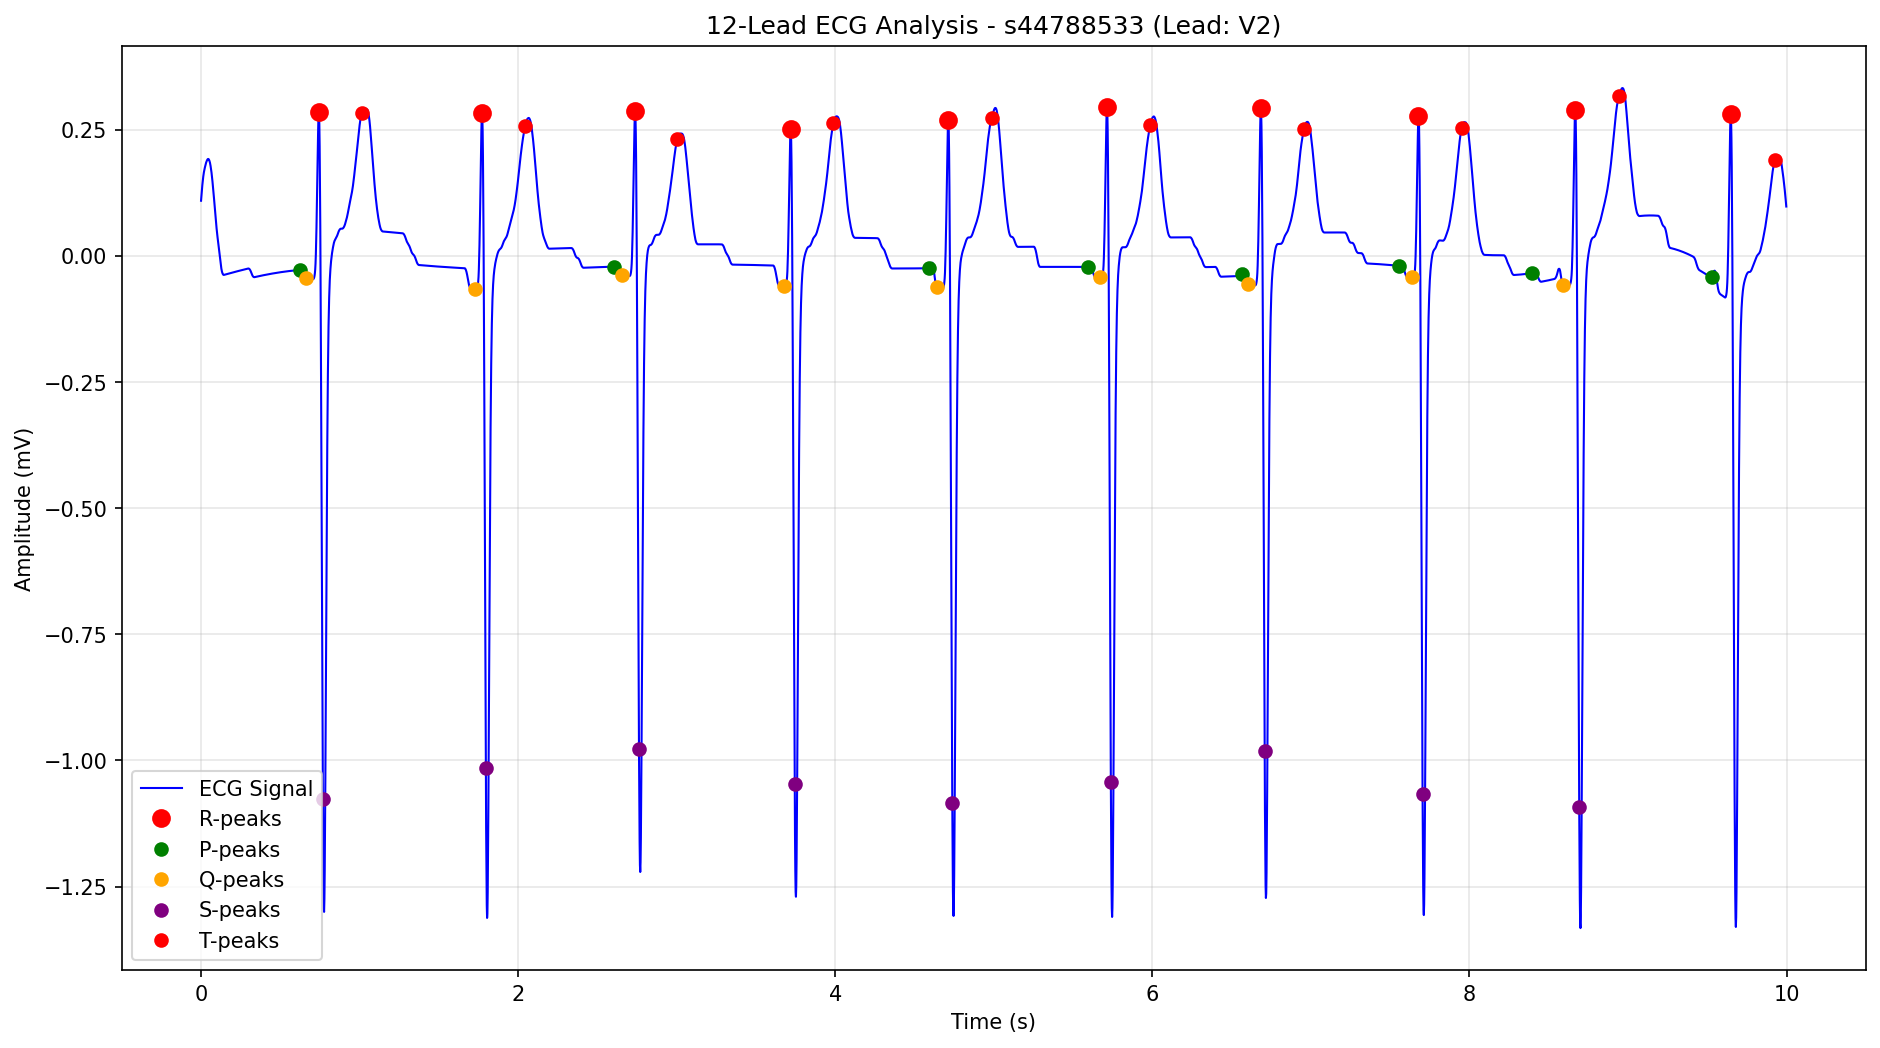 12-Lead ECG Analysis - s44788533 (Lead: V2)
Amplitude (mV)
0.25
0.00
−0.25
−0.50
−0.75
−1.00
−1.25
ECG Signal
R-peaks
P-peaks
Q-peaks
S-peaks
T-peaks
0 2 4 6 8 10
Time (s)